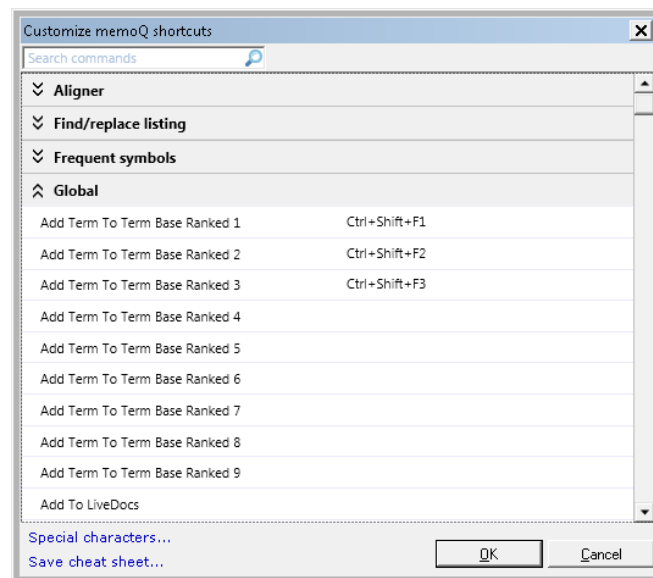 Customize memoQ shortcuts
Search commands
Aligner
Find/replace listing
Frequent symbols
Global
Add Term To Term Base Ranked 1 Ctrl+Shift+F1
Add Term To Term Base Ranked 2 Ctrl+Shift+F2
Add Term To Term Base Ranked 3 Ctrl+Shift+F3
Add Term To Term Base Ranked 4
Add Term To Term Base Ranked 5
Add Term To Term Base Ranked 6
Add Term To Term Base Ranked 7
Add Term To Term Base Ranked 8
Add Term To Term Base Ranked 9
Add To LiveDocs
Special characters...
Save cheat sheet...
OK Cancel